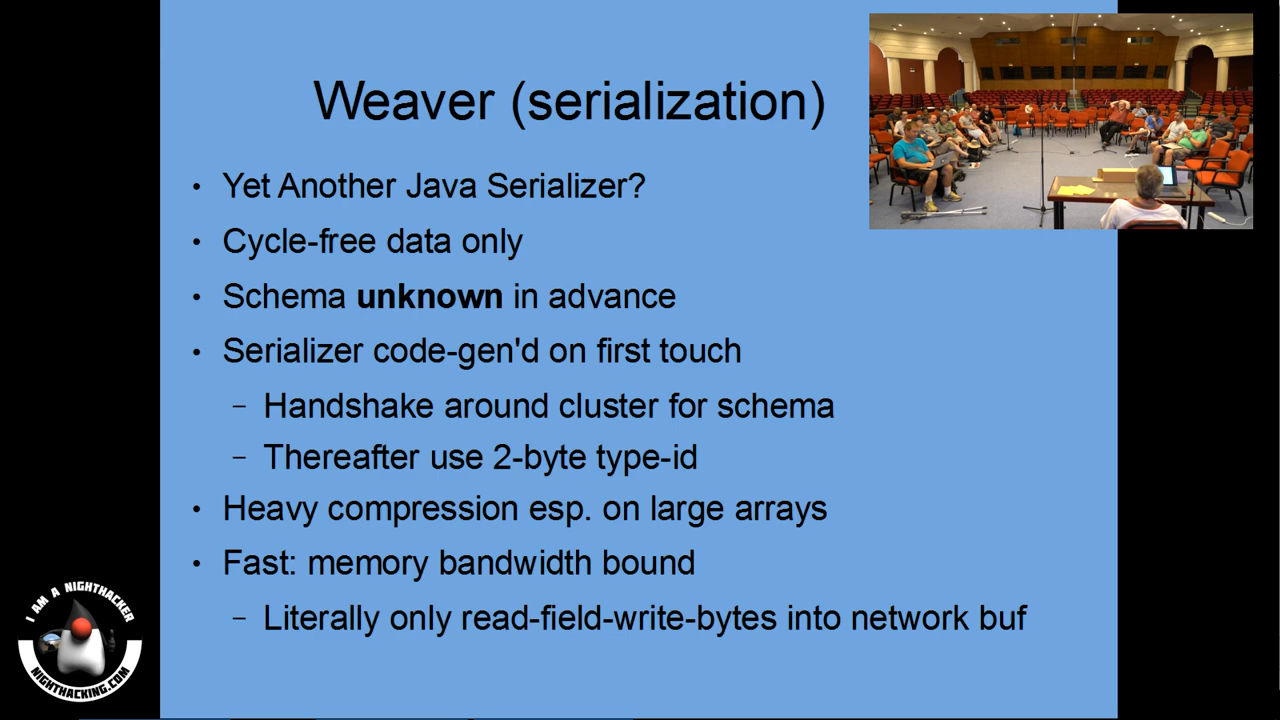 Weaver (serialization)
• Yet Another Java Serializer?
• Cycle-free data only
• Schema unknown in advance
• Serializer code-gen'd on first touch
– Handshake around cluster for schema
– Thereafter use 2-byte type-id
• Heavy compression esp. on large arrays
• Fast: memory bandwidth bound
– Literally only read-field-write-bytes into network buf
I AM A NIGHTHACKER
NIGHTHACKING.COM